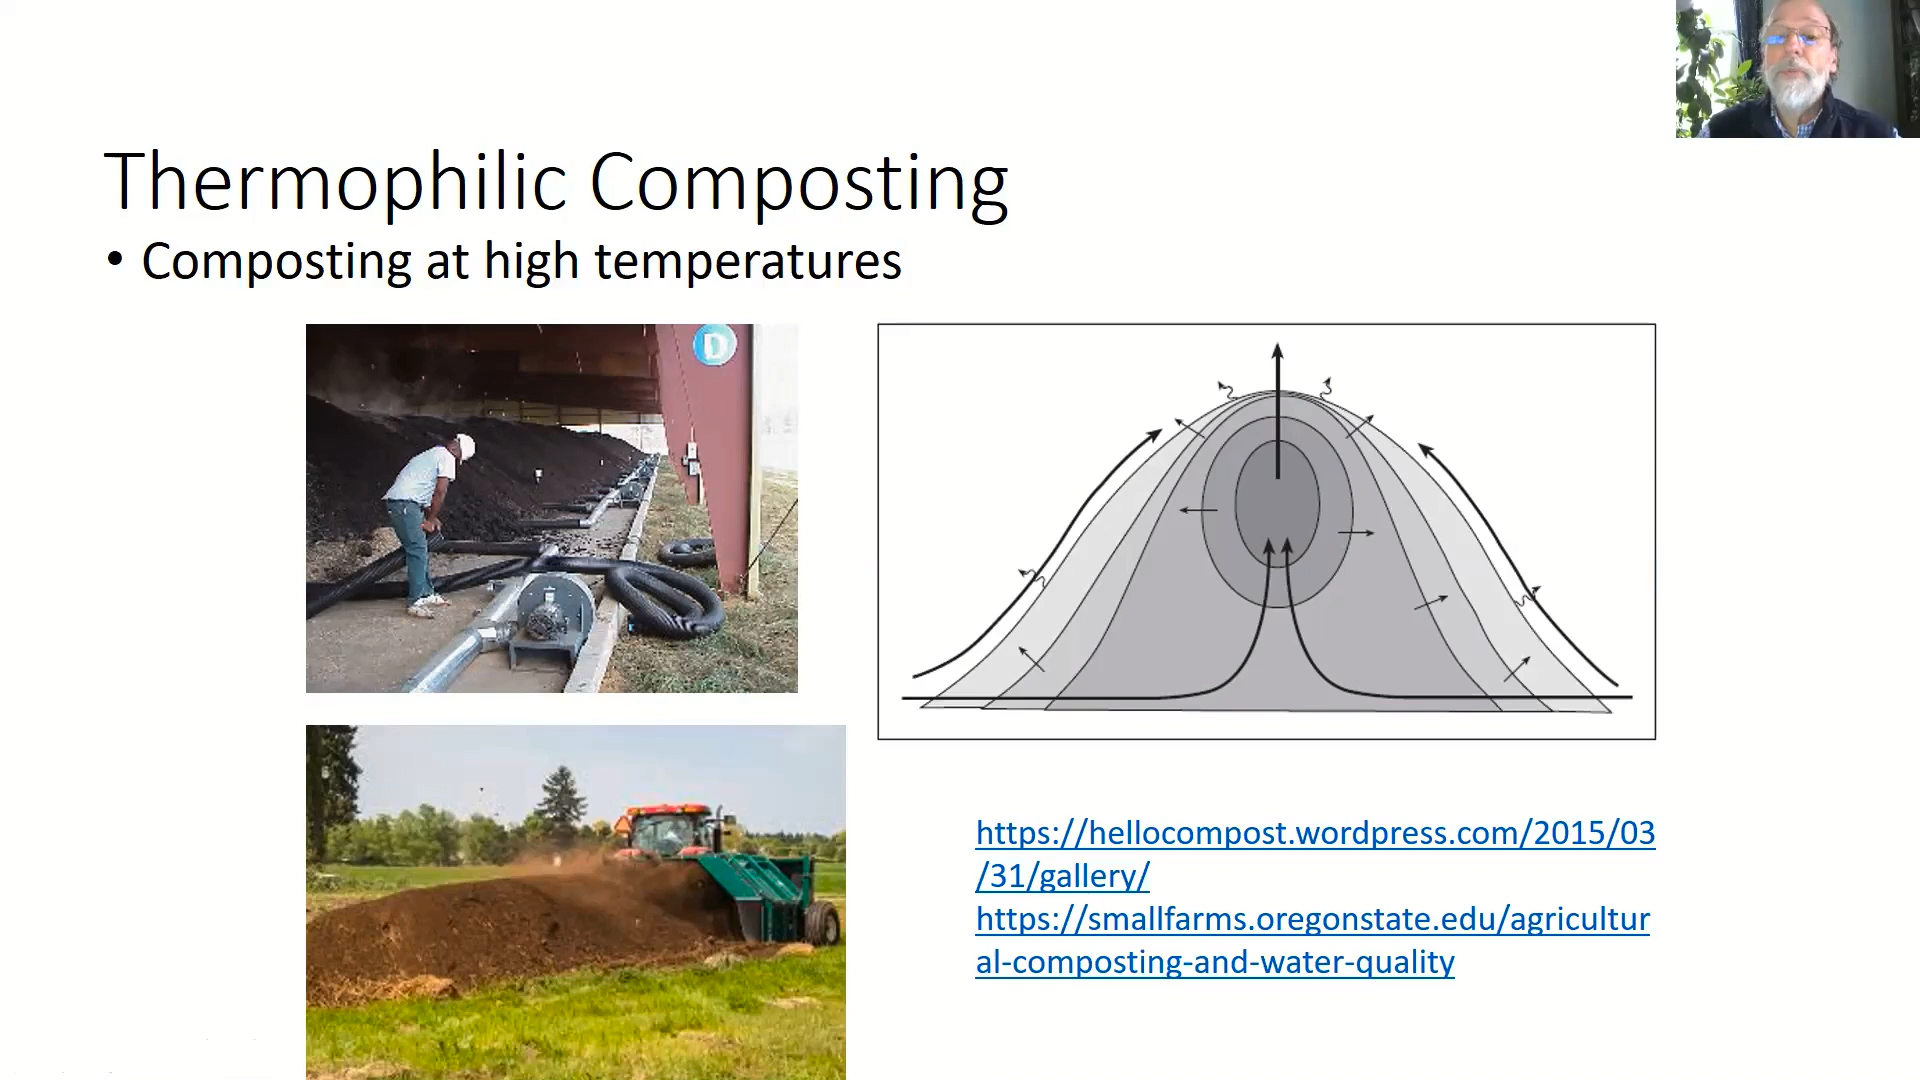 Thermophilic Composting
• Composting at high temperatures
D
https://hellocompost.wordpress.com/2015/03
/31/gallery/
https://smallfarms.oregonstate.edu/agricultur
al-composting-and-water-quality